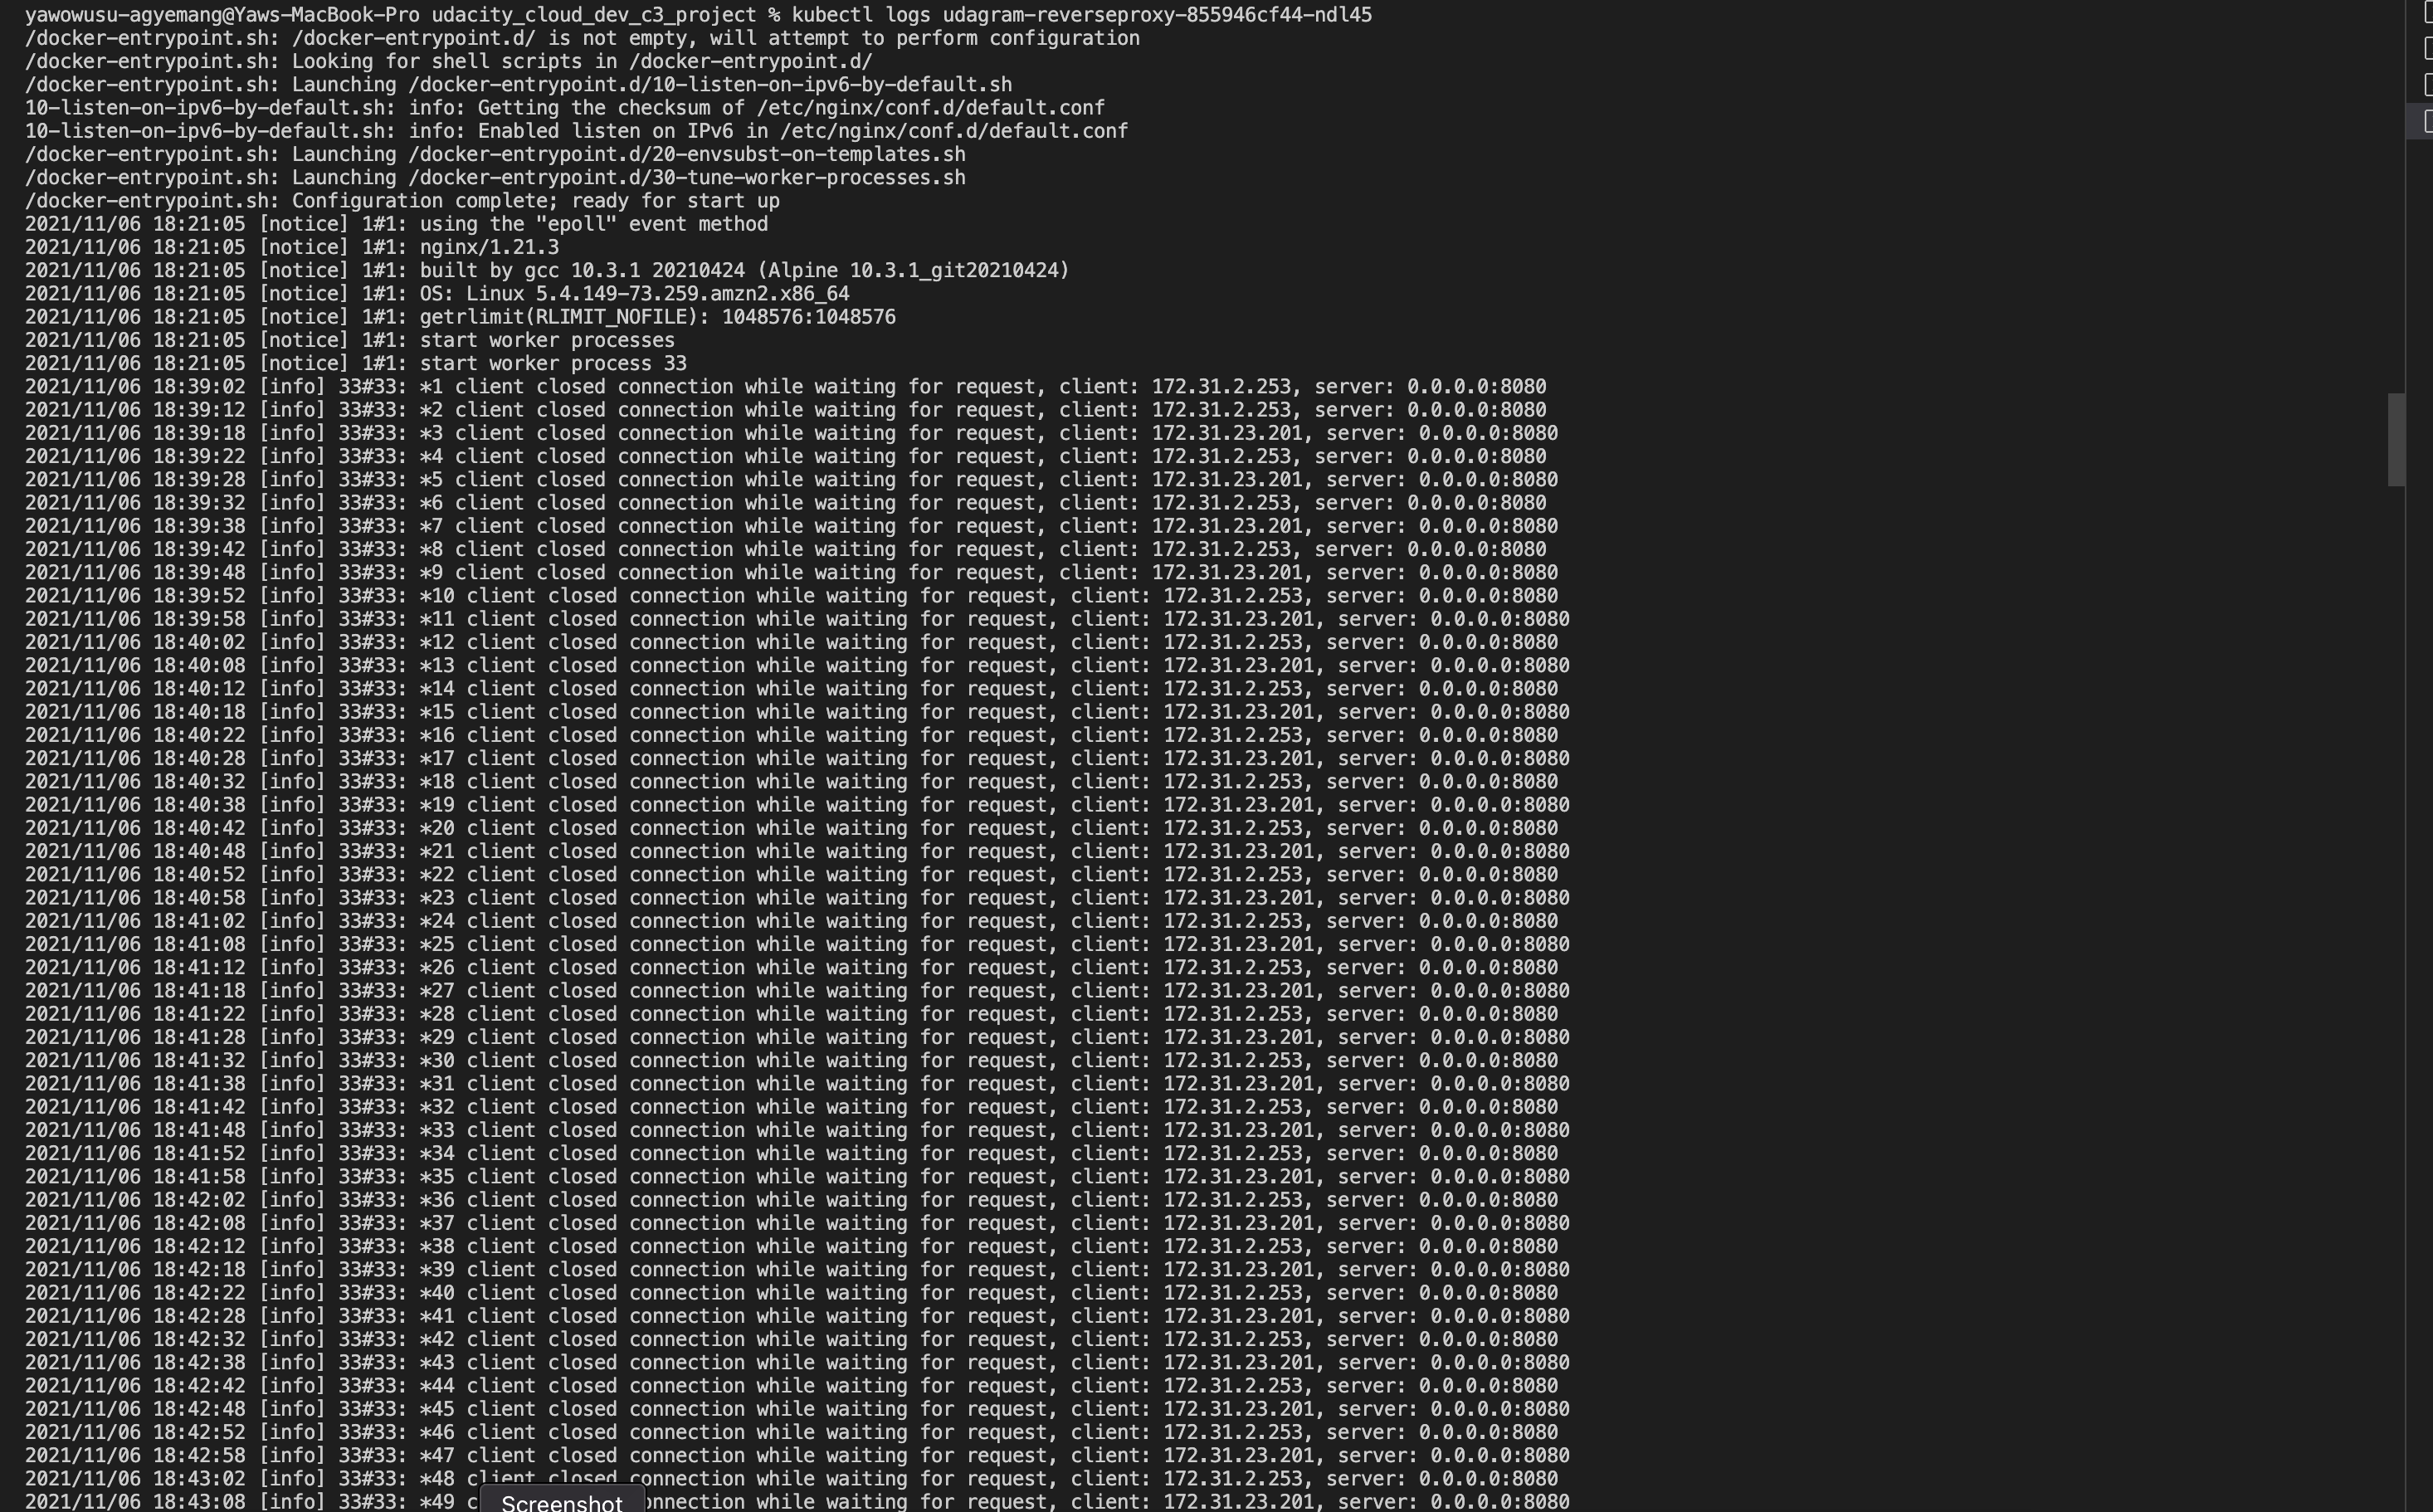 yawowusu-agyemang@Yaws-MacBook-Pro udacity_cloud_dev_c3_project % kubectl logs udagram-reverseproxy-855946cf44-ndl45
/docker-entrypoint.sh: /docker-entrypoint.d/ is not empty, will attempt to perform configuration
/docker-entrypoint.sh: Looking for shell scripts in /docker-entrypoint.d/
/docker-entrypoint.sh: Launching /docker-entrypoint.d/10-listen-on-ipv6-by-default.sh
10-listen-on-ipv6-by-default.sh: info: Getting the checksum of /etc/nginx/conf.d/default.conf
10-listen-on-ipv6-by-default.sh: info: Enabled listen on IPv6 in /etc/nginx/conf.d/default.conf
/docker-entrypoint.sh: Launching /docker-entrypoint.d/20-envsubst-on-templates.sh
/docker-entrypoint.sh: Launching /docker-entrypoint.d/30-tune-worker-processes.sh
/docker-entrypoint.sh: Configuration complete; ready for start up
2021/11/06 18:21:05 [notice] 1#1: using the "epoll" event method
2021/11/06 18:21:05 [notice] 1#1: nginx/1.21.3
2021/11/06 18:21:05 [notice] 1#1: built by gcc 10.3.1 20210424 (Alpine 10.3.1_git20210424)
2021/11/06 18:21:05 [notice] 1#1: OS: Linux 5.4.149-73.259.amzn2.x86_64
2021/11/06 18:21:05 [notice] 1#1: getrlimit(RLIMIT_NOFILE): 1048576:1048576
2021/11/06 18:21:05 [notice] 1#1: start worker processes
2021/11/06 18:21:05 [notice] 1#1: start worker process 33
2021/11/06 18:39:02 [info] 33#33: *1 client closed connection while waiting for request, client: 172.31.2.253, server: 0.0.0.0:8080
2021/11/06 18:39:12 [info] 33#33: *2 client closed connection while waiting for request, client: 172.31.2.253, server: 0.0.0.0:8080
2021/11/06 18:39:18 [info] 33#33: *3 client closed connection while waiting for request, client: 172.31.23.201, server: 0.0.0.0:8080
2021/11/06 18:39:22 [info] 33#33: *4 client closed connection while waiting for request, client: 172.31.2.253, server: 0.0.0.0:8080
2021/11/06 18:39:28 [info] 33#33: *5 client closed connection while waiting for request, client: 172.31.23.201, server: 0.0.0.0:8080
2021/11/06 18:39:32 [info] 33#33: *6 client closed connection while waiting for request, client: 172.31.2.253, server: 0.0.0.0:8080
2021/11/06 18:39:38 [info] 33#33: *7 client closed connection while waiting for request, client: 172.31.23.201, server: 0.0.0.0:8080
2021/11/06 18:39:42 [info] 33#33: *8 client closed connection while waiting for request, client: 172.31.2.253, server: 0.0.0.0:8080
2021/11/06 18:39:48 [info] 33#33: *9 client closed connection while waiting for request, client: 172.31.23.201, server: 0.0.0.0:8080
2021/11/06 18:39:52 [info] 33#33: *10 client closed connection while waiting for request, client: 172.31.2.253, server: 0.0.0.0:8080
2021/11/06 18:39:58 [info] 33#33: *11 client closed connection while waiting for request, client: 172.31.23.201, server: 0.0.0.0:8080
2021/11/06 18:40:02 [info] 33#33: *12 client closed connection while waiting for request, client: 172.31.2.253, server: 0.0.0.0:8080
2021/11/06 18:40:08 [info] 33#33: *13 client closed connection while waiting for request, client: 172.31.23.201, server: 0.0.0.0:8080
2021/11/06 18:40:12 [info] 33#33: *14 client closed connection while waiting for request, client: 172.31.2.253, server: 0.0.0.0:8080
2021/11/06 18:40:18 [info] 33#33: *15 client closed connection while waiting for request, client: 172.31.23.201, server: 0.0.0.0:8080
2021/11/06 18:40:22 [info] 33#33: *16 client closed connection while waiting for request, client: 172.31.2.253, server: 0.0.0.0:8080
2021/11/06 18:40:28 [info] 33#33: *17 client closed connection while waiting for request, client: 172.31.23.201, server: 0.0.0.0:8080
2021/11/06 18:40:32 [info] 33#33: *18 client closed connection while waiting for request, client: 172.31.2.253, server: 0.0.0.0:8080
2021/11/06 18:40:38 [info] 33#33: *19 client closed connection while waiting for request, client: 172.31.23.201, server: 0.0.0.0:8080
2021/11/06 18:40:42 [info] 33#33: *20 client closed connection while waiting for request, client: 172.31.2.253, server: 0.0.0.0:8080
2021/11/06 18:40:48 [info] 33#33: *21 client closed connection while waiting for request, client: 172.31.23.201, server: 0.0.0.0:8080
2021/11/06 18:40:52 [info] 33#33: *22 client closed connection while waiting for request, client: 172.31.2.253, server: 0.0.0.0:8080
2021/11/06 18:40:58 [info] 33#33: *23 client closed connection while waiting for request, client: 172.31.23.201, server: 0.0.0.0:8080
2021/11/06 18:41:02 [info] 33#33: *24 client closed connection while waiting for request, client: 172.31.2.253, server: 0.0.0.0:8080
2021/11/06 18:41:08 [info] 33#33: *25 client closed connection while waiting for request, client: 172.31.23.201, server: 0.0.0.0:8080
2021/11/06 18:41:12 [info] 33#33: *26 client closed connection while waiting for request, client: 172.31.2.253, server: 0.0.0.0:8080
2021/11/06 18:41:18 [info] 33#33: *27 client closed connection while waiting for request, client: 172.31.23.201, server: 0.0.0.0:8080
2021/11/06 18:41:22 [info] 33#33: *28 client closed connection while waiting for request, client: 172.31.2.253, server: 0.0.0.0:8080
2021/11/06 18:41:28 [info] 33#33: *29 client closed connection while waiting for request, client: 172.31.23.201, server: 0.0.0.0:8080
2021/11/06 18:41:32 [info] 33#33: *30 client closed connection while waiting for request, client: 172.31.2.253, server: 0.0.0.0:8080
2021/11/06 18:41:38 [info] 33#33: *31 client closed connection while waiting for request, client: 172.31.23.201, server: 0.0.0.0:8080
2021/11/06 18:41:42 [info] 33#33: *32 client closed connection while waiting for request, client: 172.31.2.253, server: 0.0.0.0:8080
2021/11/06 18:41:48 [info] 33#33: *33 client closed connection while waiting for request, client: 172.31.23.201, server: 0.0.0.0:8080
2021/11/06 18:41:52 [info] 33#33: *34 client closed connection while waiting for request, client: 172.31.2.253, server: 0.0.0.0:8080
2021/11/06 18:41:58 [info] 33#33: *35 client closed connection while waiting for request, client: 172.31.23.201, server: 0.0.0.0:8080
2021/11/06 18:42:02 [info] 33#33: *36 client closed connection while waiting for request, client: 172.31.2.253, server: 0.0.0.0:8080
2021/11/06 18:42:08 [info] 33#33: *37 client closed connection while waiting for request, client: 172.31.23.201, server: 0.0.0.0:8080
2021/11/06 18:42:12 [info] 33#33: *38 client closed connection while waiting for request, client: 172.31.2.253, server: 0.0.0.0:8080
2021/11/06 18:42:18 [info] 33#33: *39 client closed connection while waiting for request, client: 172.31.23.201, server: 0.0.0.0:8080
2021/11/06 18:42:22 [info] 33#33: *40 client closed connection while waiting for request, client: 172.31.2.253, server: 0.0.0.0:8080
2021/11/06 18:42:28 [info] 33#33: *41 client closed connection while waiting for request, client: 172.31.23.201, server: 0.0.0.0:8080
2021/11/06 18:42:32 [info] 33#33: *42 client closed connection while waiting for request, client: 172.31.2.253, server: 0.0.0.0:8080
2021/11/06 18:42:38 [info] 33#33: *43 client closed connection while waiting for request, client: 172.31.23.201, server: 0.0.0.0:8080
2021/11/06 18:42:42 [info] 33#33: *44 client closed connection while waiting for request, client: 172.31.2.253, server: 0.0.0.0:8080
2021/11/06 18:42:48 [info] 33#33: *45 client closed connection while waiting for request, client: 172.31.23.201, server: 0.0.0.0:8080
2021/11/06 18:42:52 [info] 33#33: *46 client closed connection while waiting for request, client: 172.31.2.253, server: 0.0.0.0:8080
2021/11/06 18:42:58 [info] 33#33: *47 client closed connection while waiting for request, client: 172.31.23.201, server: 0.0.0.0:8080
2021/11/06 18:43:02 [info] 33#33: *48 client closed connection while waiting for request, client: 172.31.2.253, server: 0.0.0.0:8080
2021/11/06 18:43:08 [info] 33#33: *49 c Screenshot nnection while waiting for request, client: 172.31.23.201, server: 0.0.0.0:8080